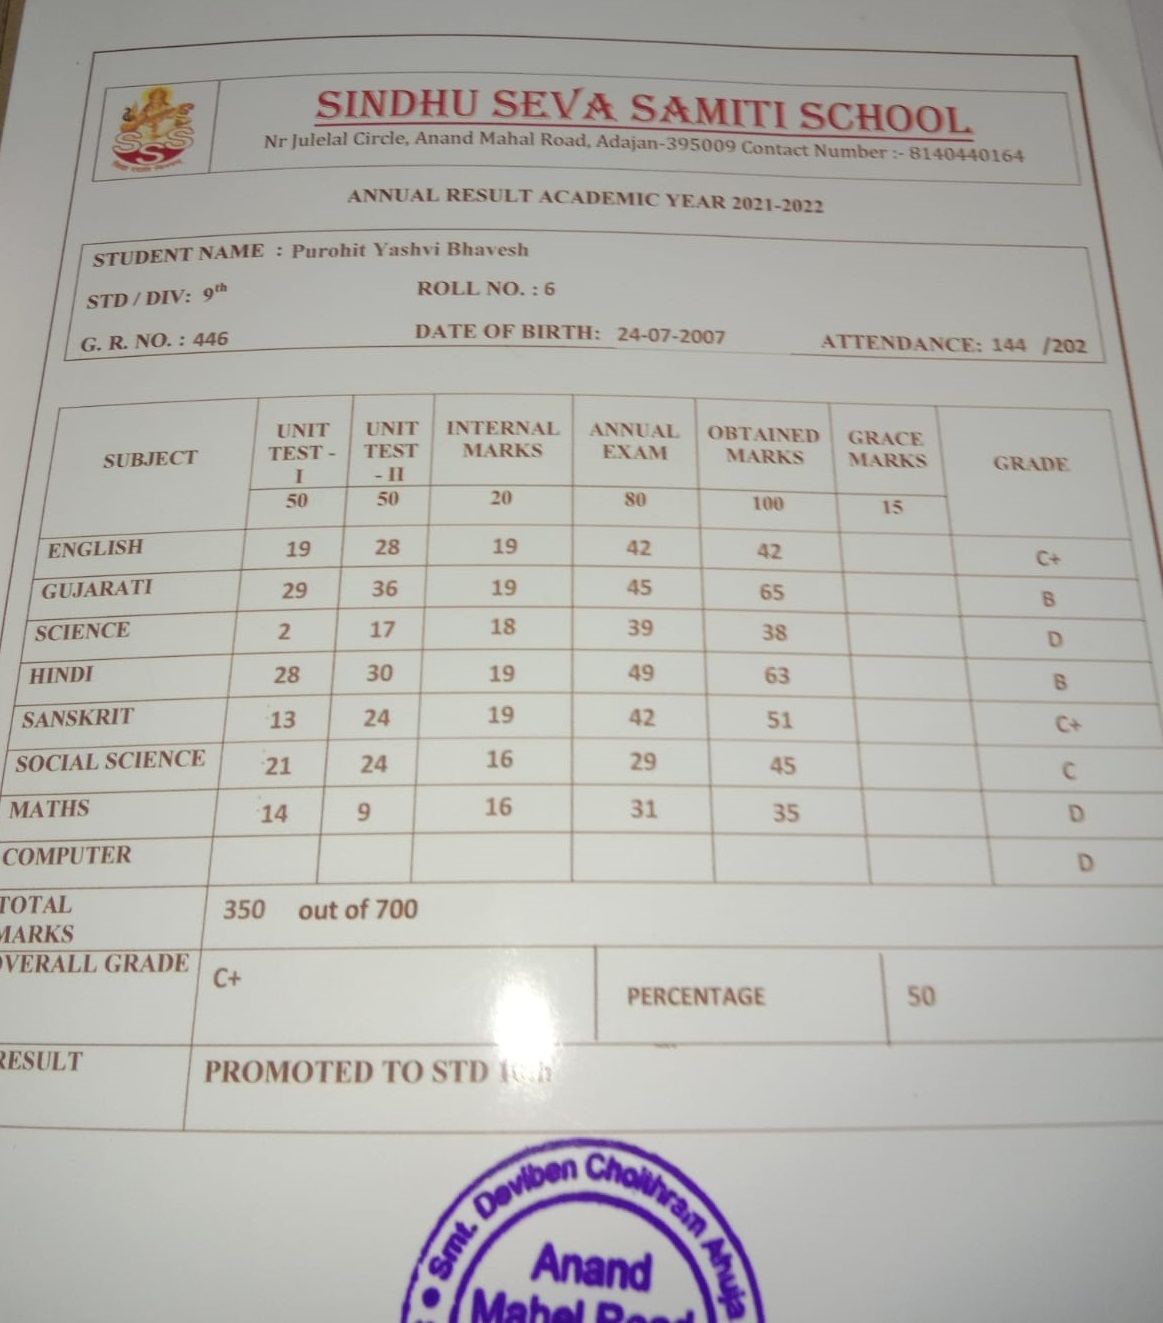 SINDHU SEVA SAMITI SCHOOL
SSS
Nr Julelal Circle, Anand Mahal Road, Adajan-395009 Contact Number :- 8140440164
ANNUAL RESULT ACADEMIC YEAR 2021-2022
STUDENT NAME : Purohit Yashvi Bhavesh
STD / DIV: 9th ROLL NO. : 6
G. R. NO. : 446 DATE OF BIRTH: 24-07-2007 ATTENDANCE: 144 /202
SUBJECT UNIT TEST - I UNIT TEST - II INTERNAL MARKS ANNUAL EXAM OBTAINED MARKS GRACE MARKS GRADE
50 50 20 80 100 15
ENGLISH 19 28 19 42 42 C+
GUJARATI 29 36 19 45 65 B
SCIENCE 2 17 18 39 38 D
HINDI 28 30 19 49 63 B
SANSKRIT 13 24 19 42 51 C+
SOCIAL SCIENCE 21 24 16 29 45 C
MATHS 14 9 16 31 35 D
COMPUTER D
TOTAL MARKS 350 out of 700
OVERALL GRADE C+ PERCENTAGE 50
RESULT PROMOTED TO STD 10th
Smt. Deviben Choithram Ahuja
Anand
Mahel Road